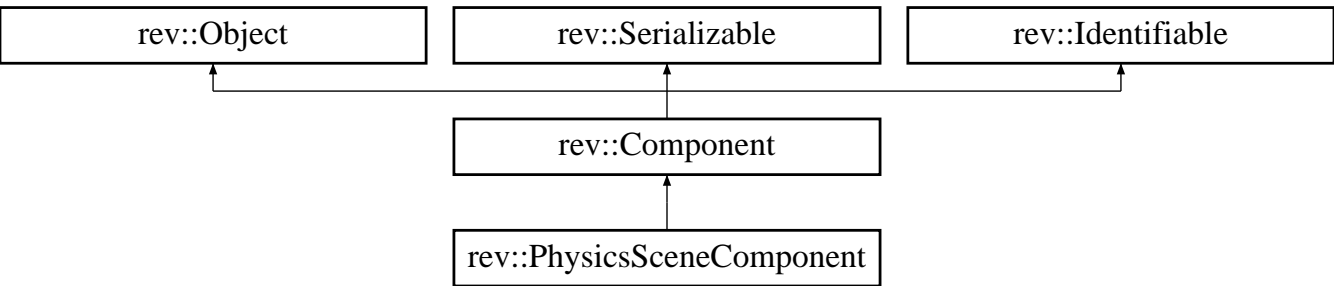 rev::Object
rev::Serializable
rev::Identifiable
rev::Component
rev::PhysicsSceneComponent